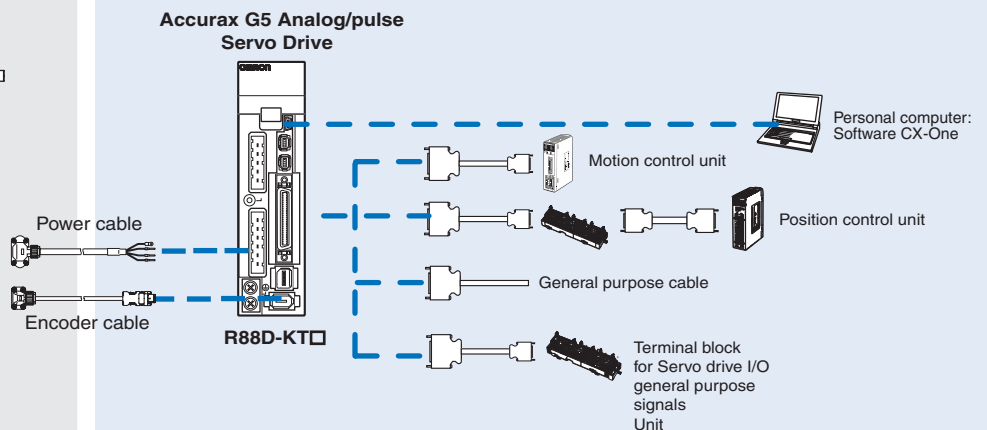 Accurax G5 Analog/pulse
Servo Drive
OMRON
Personal computer:
Software CX-One
Motion control unit
Power cable
Position control unit
General purpose cable
Encoder cable
R88D-KT□
Terminal block
for Servo drive I/O
general purpose
signals
Unit